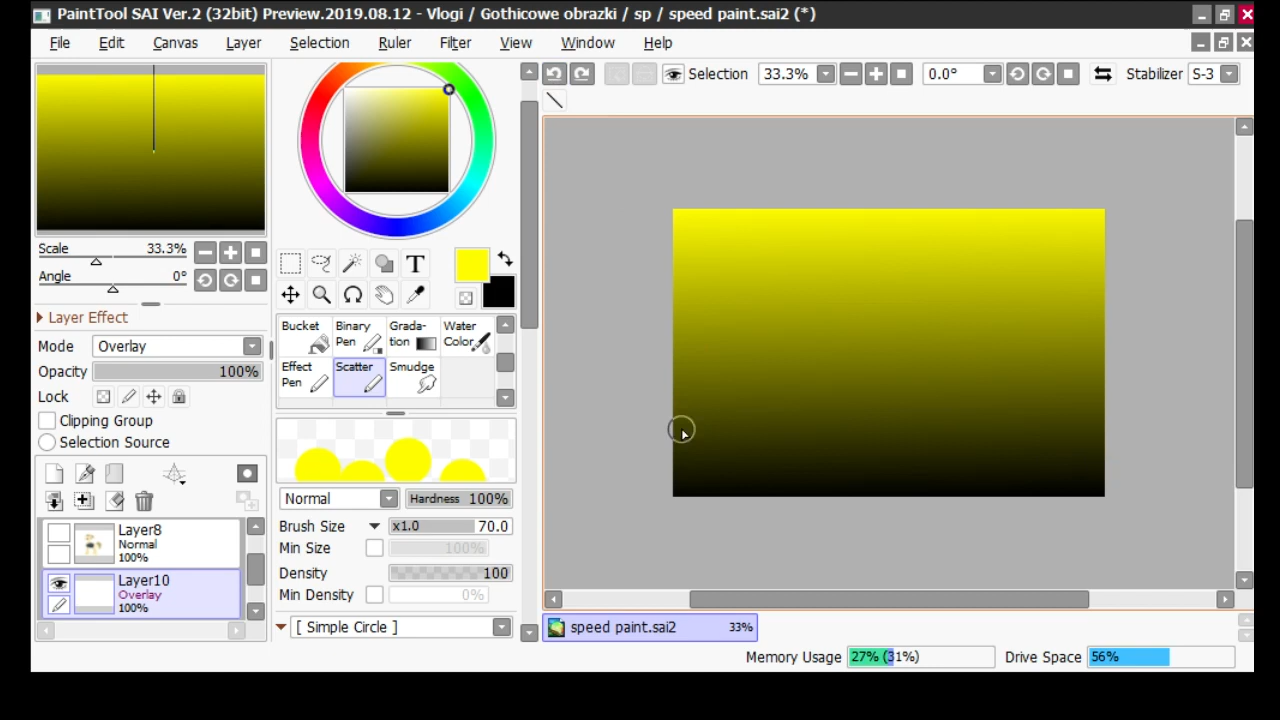 PaintTool SAI Ver.2 (32bit) Preview.2019.08.12 - Vlogi / Gothicowe obrazki / sp / speed paint.sai2 (*)
File Edit Canvas Layer Selection Ruler Filter View Window Help
Selection 33.3% 0.0° Stabilizer S-3
Scale 33.3%
Angle 0°
Layer Effect
Mode Overlay
Opacity 100%
Lock
Clipping Group
Selection Source
Layer8
Normal
100%
Layer10
Overlay
100%
T
Bucket
Binary Pen
Grada-
tion
Water
Color
Effect
Pen
Scatter
Smudge
Normal Hardness 100%
Brush Size x1.0 70.0
Min Size 100%
Density 100
Min Density 0%
[ Simple Circle ]
speed paint.sai2 33%
Memory Usage 27% (31%) Drive Space 56%